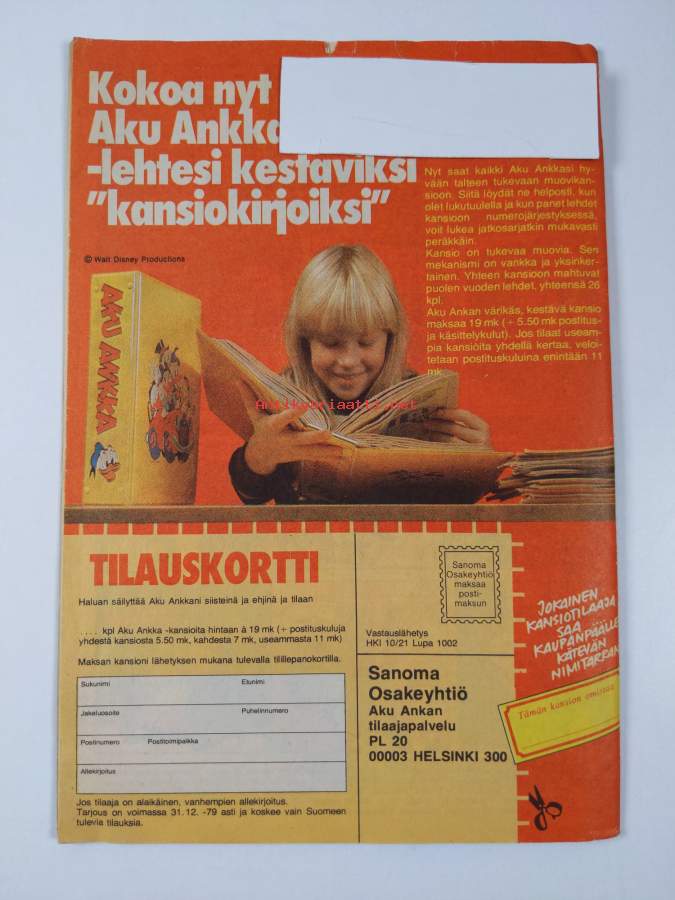 Kokoa nyt
Aku Ankka
-lehtesi kestäviksi
"kansiokirjoiksi"
© Walt Disney Productions
Nyt saat kaikki Aku Ankkasi hy-
vään talteen tukevaan muovikan-
sioon. Siitä löydät ne helposti, kun
olet lukutuulella ja kun panet lehdet
kansioon numerojärjestyksessä,
voit lukea jatkosarjatkin mukavasti
peräkkäin.
Kansio on tukevaa muovia. Sen
mekanismi on vankka ja yksinker-
tainen. Yhteen kansioon mahtuvat
puolen vuoden lehdet, yhteensä 26
kpl.
Aku Ankan värikäs, kestävä kansio
maksaa 19 mk (+ 5.50 mk postitus-
ja käsittelykulut). Jos tilaat useam-
pia kansioita yhdellä kertaa, veloi-
tetaan postituskuluina enintään 11
mk.
AKU ANKKA
Antikvariaatti.net
TILAUSKORTTI
Haluan säilyttää Aku Ankkani siisteinä ja ehjinä ja tilaan
.... kpl Aku Ankka -kansioita hintaan à 19 mk (+ postituskuluja
yhdestä kansiosta 5.50 mk, kahdesta 7 mk, useammasta 11 mk)
Maksan kansioni lähetyksen mukana tulevalla tilillepanokortilla.
Sukunimi Etunimi
Jakeluosoite Puhelinnumero
Postinumero Postitoimipaikka
Allekirjoitus
Jos tilaaja on alaikäinen, vanhempien allekirjoitus.
Tarjous on voimassa 31.12. -79 asti ja koskee vain Suomeen
tulevia tilauksia.
Sanoma
Osakeyhtiö
maksaa
posti-
maksun
Vastauslähetys
HKI 10/21 Lupa 1002
Sanoma
Osakeyhtiö
Aku Ankan
tilaajapalvelu
PL 20
00003 HELSINKI 300
JOKAINEN
KANSIOTILAAJA
SAA
KAUPANPÄÄLLE
KÄTEVÄN
NIMITARRAN
Tämän kansion omistaa